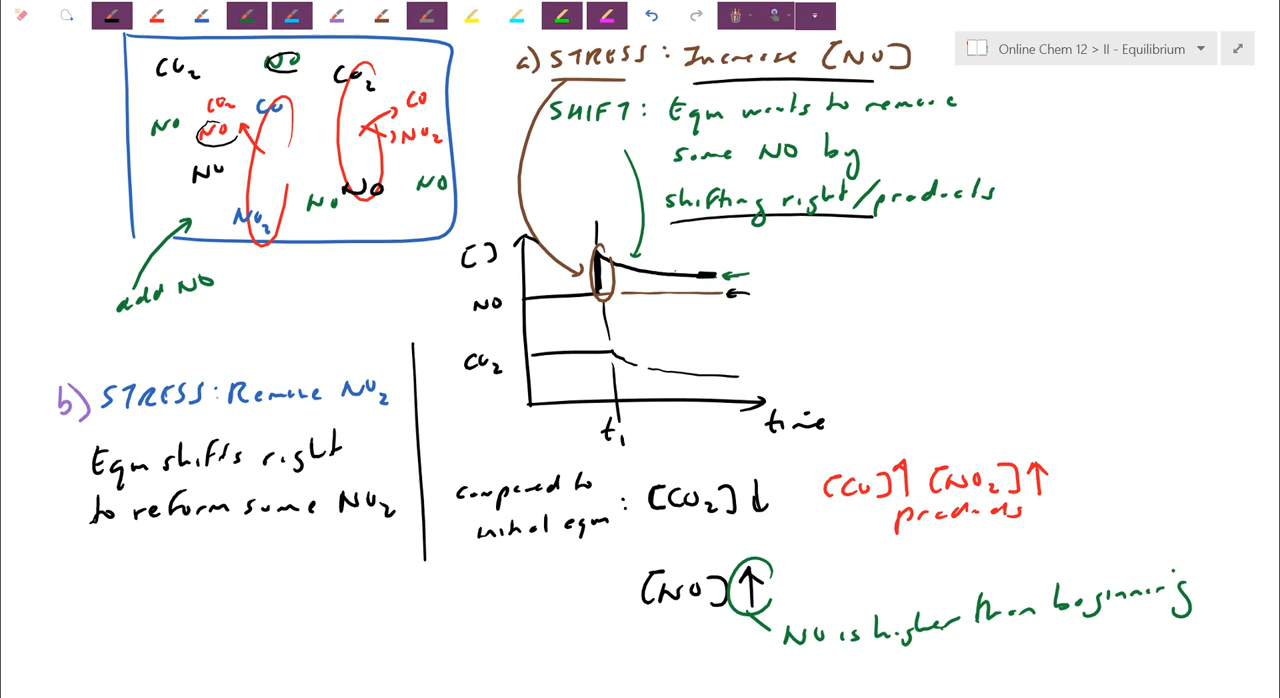 Online Chem 12 > II - Equilibrium
CO₂
NO
CO₂
CO₂
CO
CO
NO
NO
NO₂
NO
NO
NO
NO
NO₂
add NO
a) STRESS: Increase [NO]
SHIFT: Eqm wants to remove
some NO by
shifting right/products
[ ]
NO
CO₂
t₁
time
b) STRESS: Remove NO₂
Eqm shifts right
to reform some NO₂
compared to
initial eqm : [CO₂]↓
[CO]↑ [NO₂]↑
products
[NO]↑
NO is higher than beginning